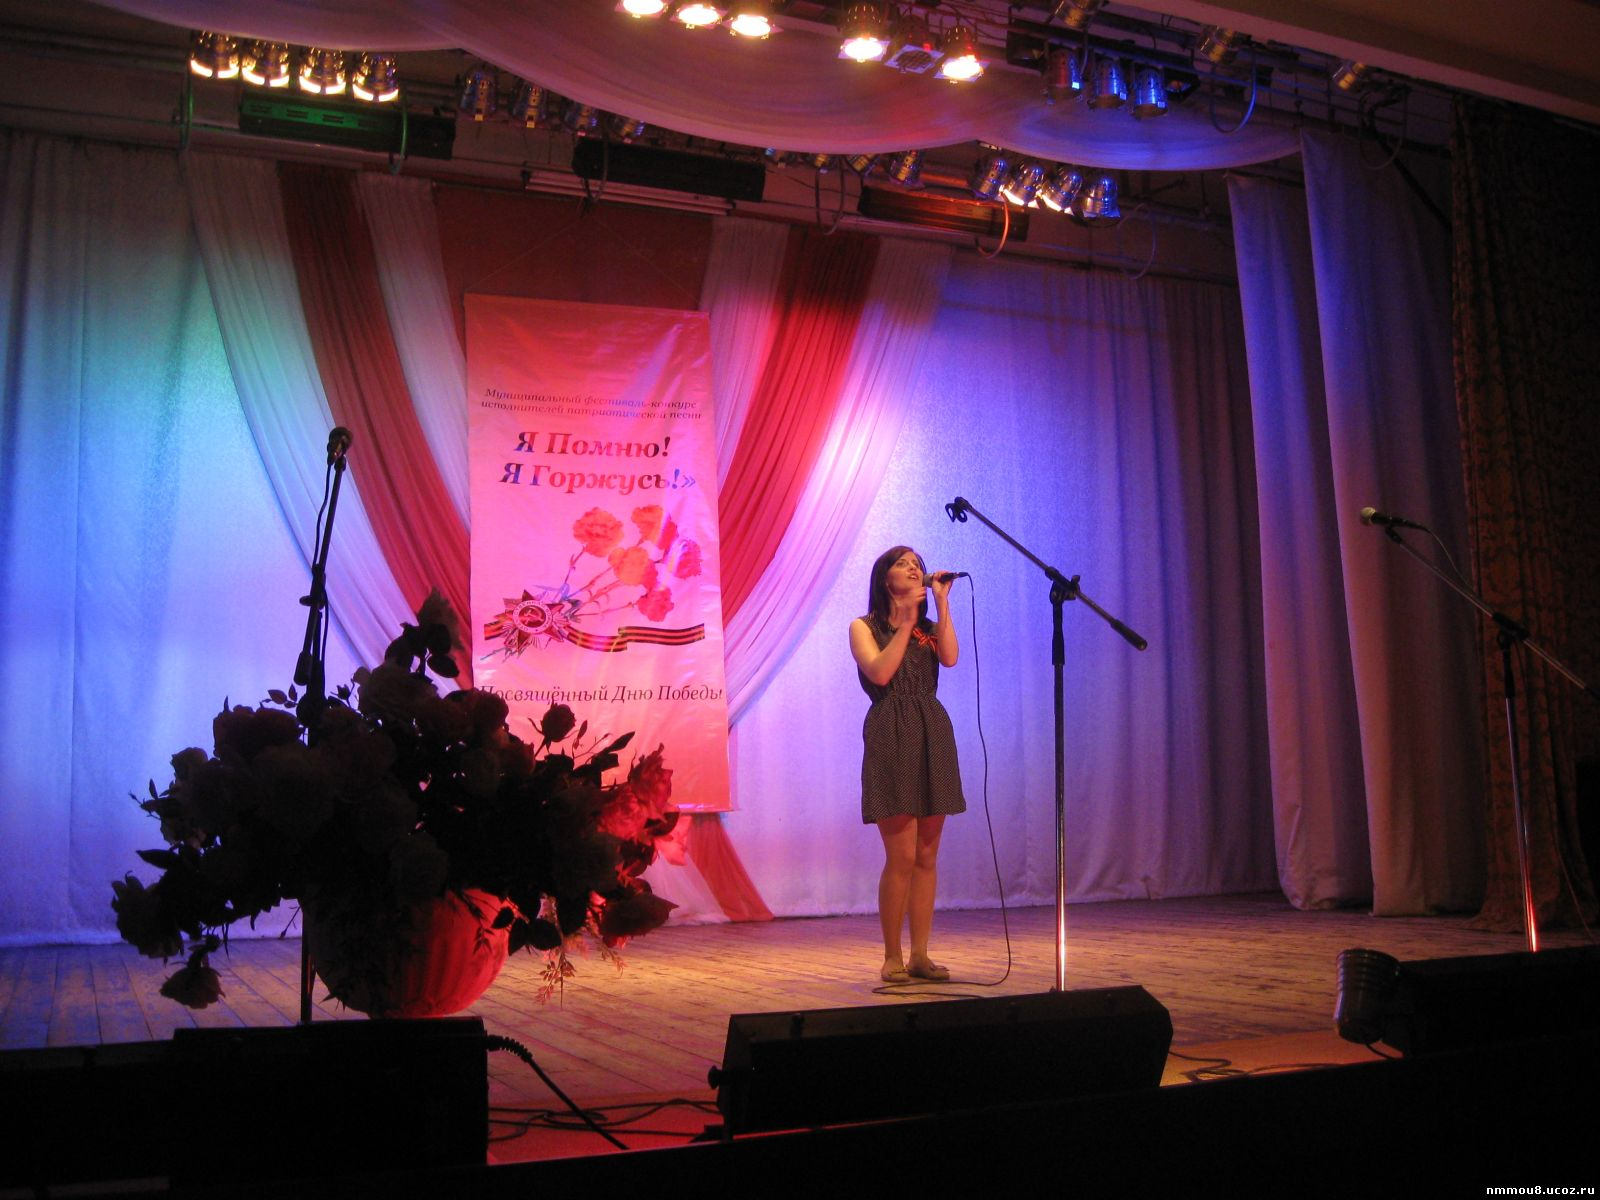 Муниципальный фестиваль-конкурс
исполнителей патриотической песни
Я Помню!
Я Горжусь!»
Посвящённый Дню Победы
nmmou8.ucoz.ru